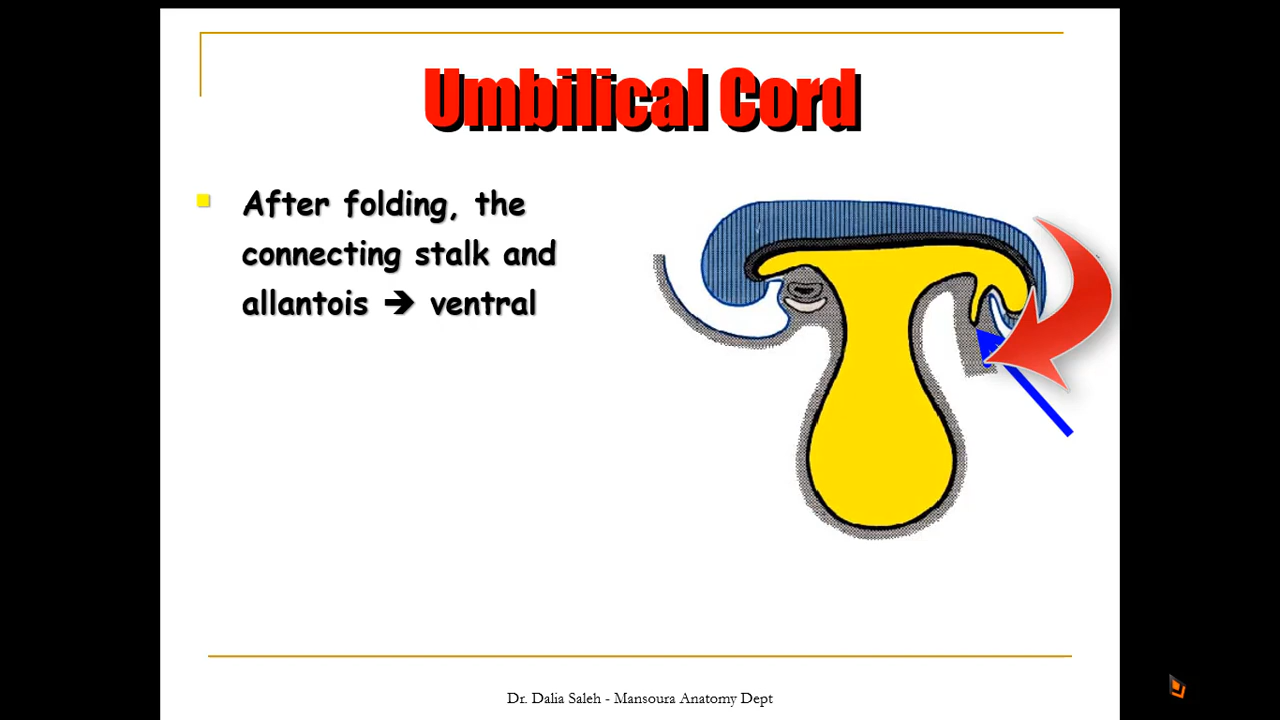 Umbilical Cord
After folding, the
connecting stalk and
allantois → ventral
Dr. Dalia Saleh - Mansoura Anatomy Dept